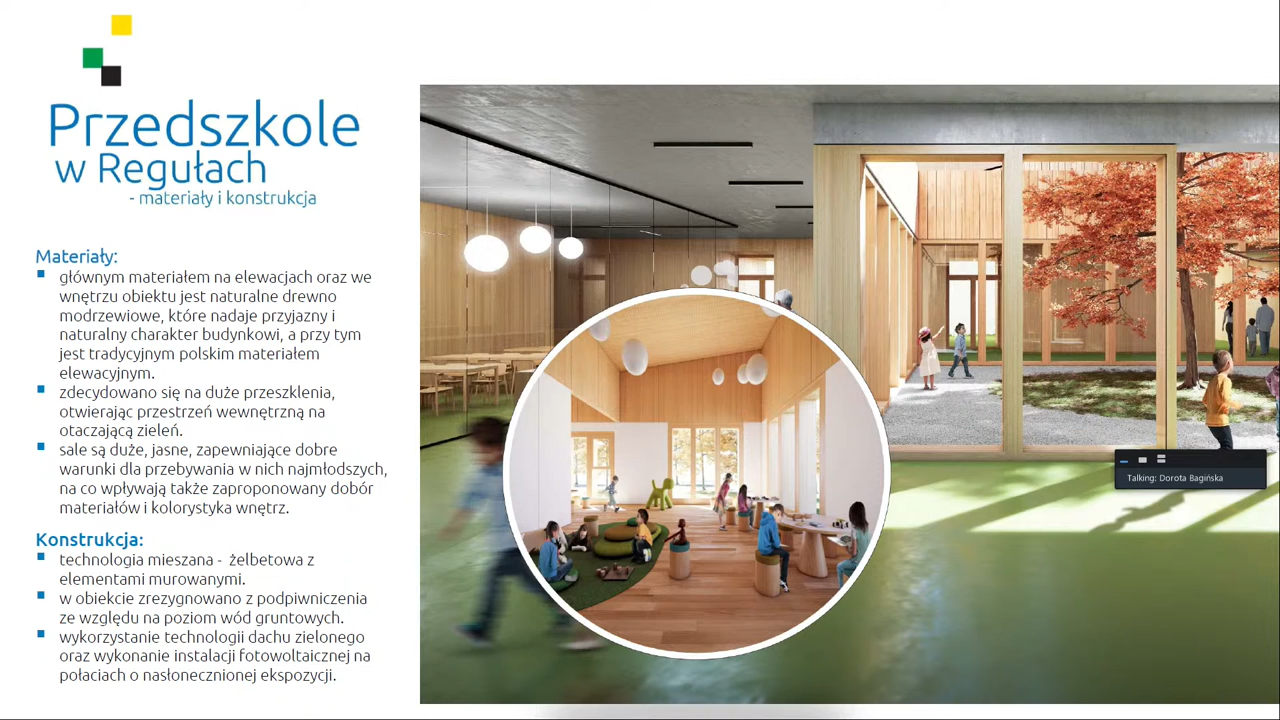 Przedszkole
w Regułach
- materiały i konstrukcja
Materiały:
głównym materiałem na elewacjach oraz we
wnętrzu obiektu jest naturalne drewno
modrzewiowe, które nadaje przyjazny i
naturalny charakter budynkowi, a przy tym
jest tradycyjnym polskim materiałem
elewacyjnym.
zdecydowano się na duże przeszklenia,
otwierając przestrzeń wewnętrzną na
otaczającą zieleń.
sale są duże, jasne, zapewniające dobre
warunki dla przebywania w nich najmłodszych,
na co wpływają także zaproponowany dobór
materiałów i kolorystyka wnętrz.
Konstrukcja:
technologia mieszana - żelbetowa z
elementami murowanymi.
w obiekcie zrezygnowano z podpiwniczenia
ze względu na poziom wód gruntowych.
wykorzystanie technologii dachu zielonego
oraz wykonanie instalacji fotowoltaicznej na
połaciach o nasłonecznionej ekspozycji.
Talking: Dorota Bagińska